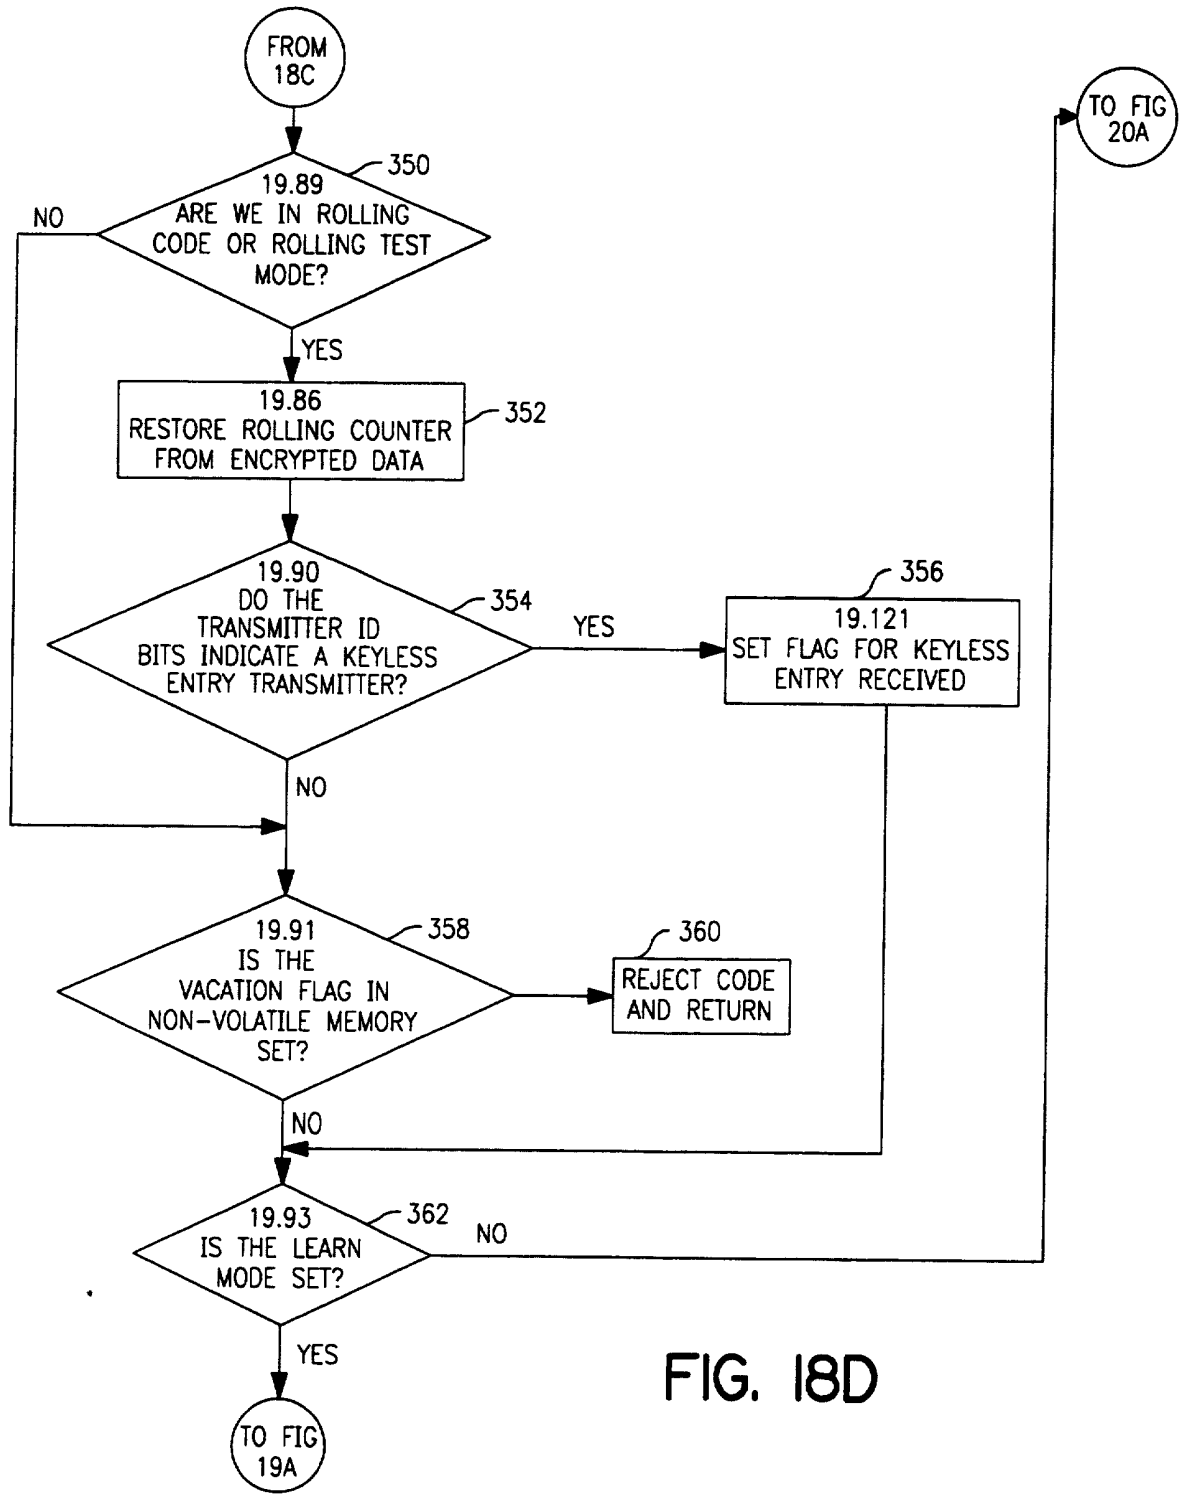 FROM
18C
TO FIG
20A
350
19.89
ARE WE IN ROLLING
CODE OR ROLLING TEST
MODE?
NO
YES
19.86
RESTORE ROLLING COUNTER
FROM ENCRYPTED DATA
352
19.90
DO THE
TRANSMITTER ID
BITS INDICATE A KEYLESS
ENTRY TRANSMITTER?
354
YES
356
19.121
SET FLAG FOR KEYLESS
ENTRY RECEIVED
NO
19.91
IS THE
VACATION FLAG IN
NON-VOLATILE MEMORY
SET?
358
360
REJECT CODE
AND RETURN
NO
19.93
IS THE LEARN
MODE SET?
362
NO
YES
TO FIG
19A
FIG. 18D